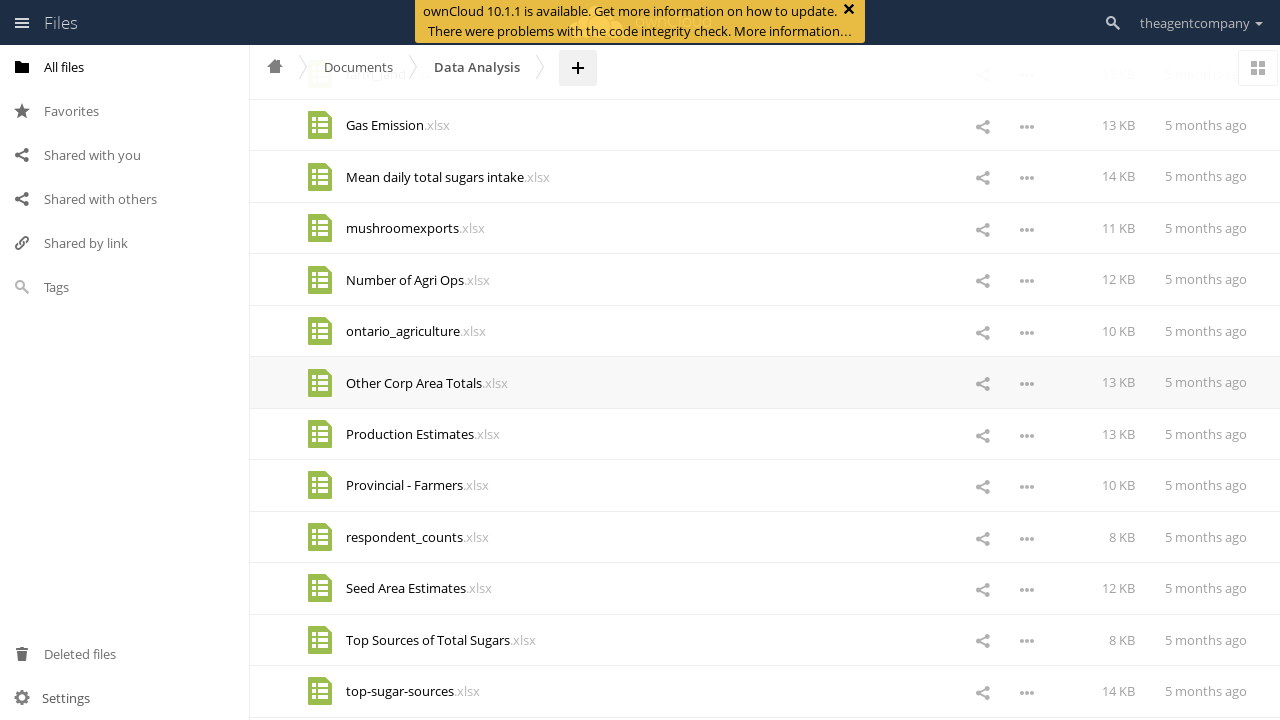 Files
ownCloud 10.1.1 is available. Get more information on how to update.
There were problems with the code integrity check. More information…
theagentcompany
All files
Favorites
Shared with you
Shared with others
Shared by link
Tags
Deleted files
Settings
Documents
Data Analysis
Gas Emission.xlsx 13 KB 5 months ago
Mean daily total sugars intake.xlsx 14 KB 5 months ago
mushroomexports.xlsx 11 KB 5 months ago
Number of Agri Ops.xlsx 12 KB 5 months ago
ontario_agriculture.xlsx 10 KB 5 months ago
Other Corp Area Totals.xlsx 13 KB 5 months ago
Production Estimates.xlsx 13 KB 5 months ago
Provincial - Farmers.xlsx 10 KB 5 months ago
respondent_counts.xlsx 8 KB 5 months ago
Seed Area Estimates.xlsx 12 KB 5 months ago
Top Sources of Total Sugars.xlsx 8 KB 5 months ago
top-sugar-sources.xlsx 14 KB 5 months ago